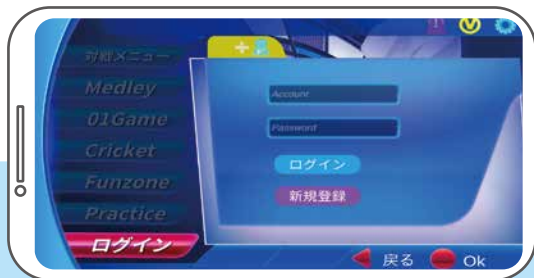 対戦メニュー
Medley
01Game
Cricket
Funzone
Practice
ログイン
Account
Password
ログイン
新規登録
戻る
Ok